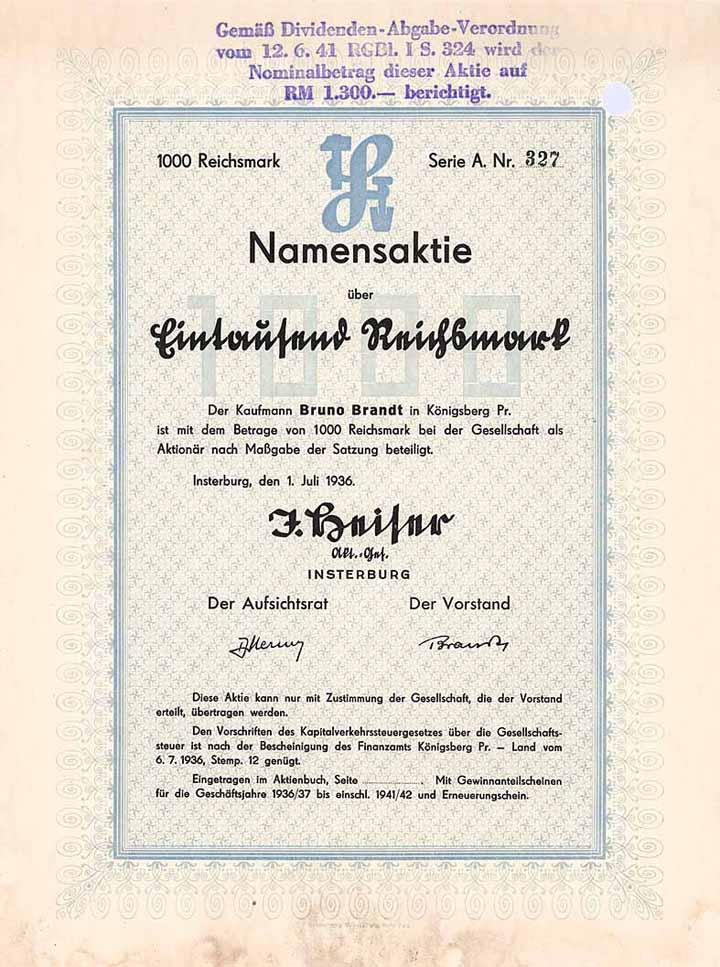 Gemäß Dividenden-Abgabe-Verordnung
vom 12. 6. 41 RGBl. I S. 324 wird der
Nominalbetrag dieser Aktie auf
RM 1.300.— berichtigt.
1000 Reichsmark
Serie A. Nr. 327
Namensaktie
über
1000
Eintausend Reichsmark
Der Kaufmann Bruno Brandt in Königsberg Pr.
ist mit dem Betrage von 1000 Reichsmark bei der Gesellschaft als
Aktionär nach Maßgabe der Satzung beteiligt.
Insterburg, den 1. Juli 1936.
J. Heiser
Akt.-Ges.
INSTERBURG
Der Aufsichtsrat
Der Vorstand
Brandt
Diese Aktie kann nur mit Zustimmung der Gesellschaft, die der Vorstand
erteilt, übertragen werden.
Den Vorschriften des Kapitalverkehrssteuergesetzes über die Gesellschafts-
steuer ist nach der Bescheinigung des Finanzamts Königsberg Pr. – Land vom
6. 7. 1936, Stemp. 12 genügt.
Eingetragen im Aktienbuch, Seite ............... . Mit Gewinnanteilscheinen
für die Geschäftsjahre 1936/37 bis einschl. 1941/42 und Erneuerungschein.